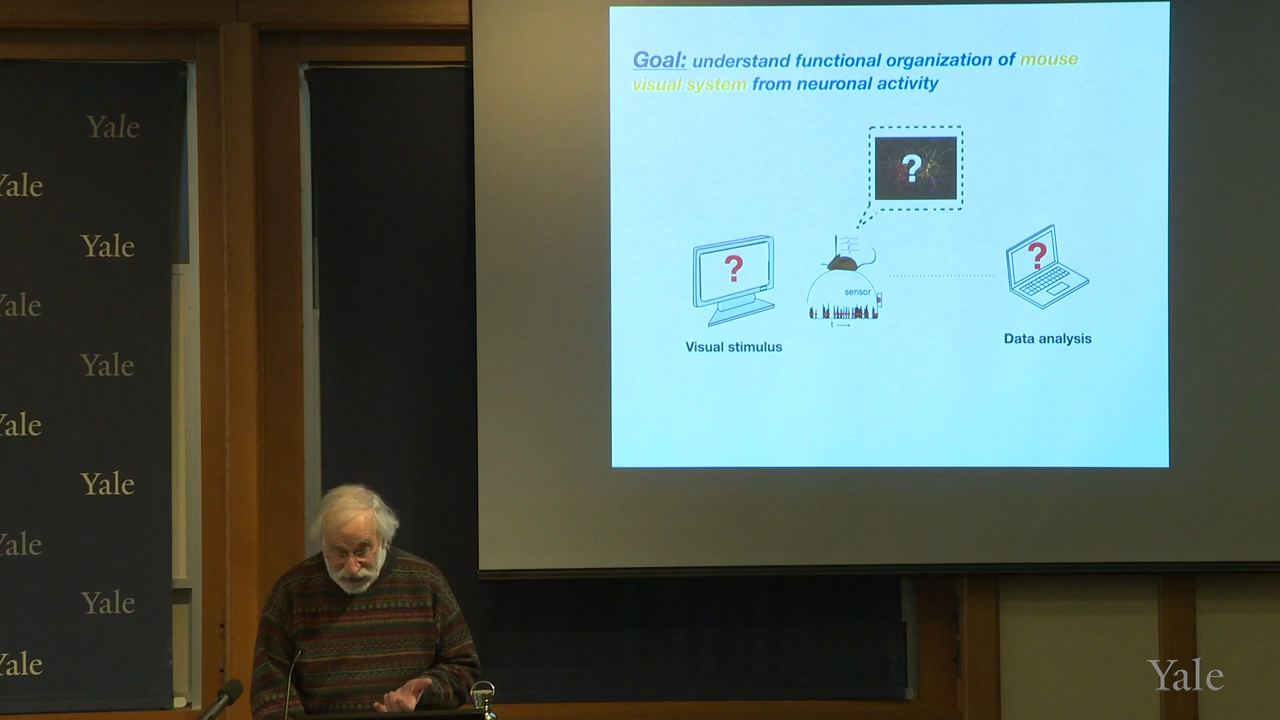 Goal: understand functional organization of mouse
visual system from neuronal activity
?
?
?
sensor
t
Visual stimulus
Data analysis
Yale
Yale
Yale
Yale
Yale
Yale
Yale
Yale
Yale
Yale
Yale